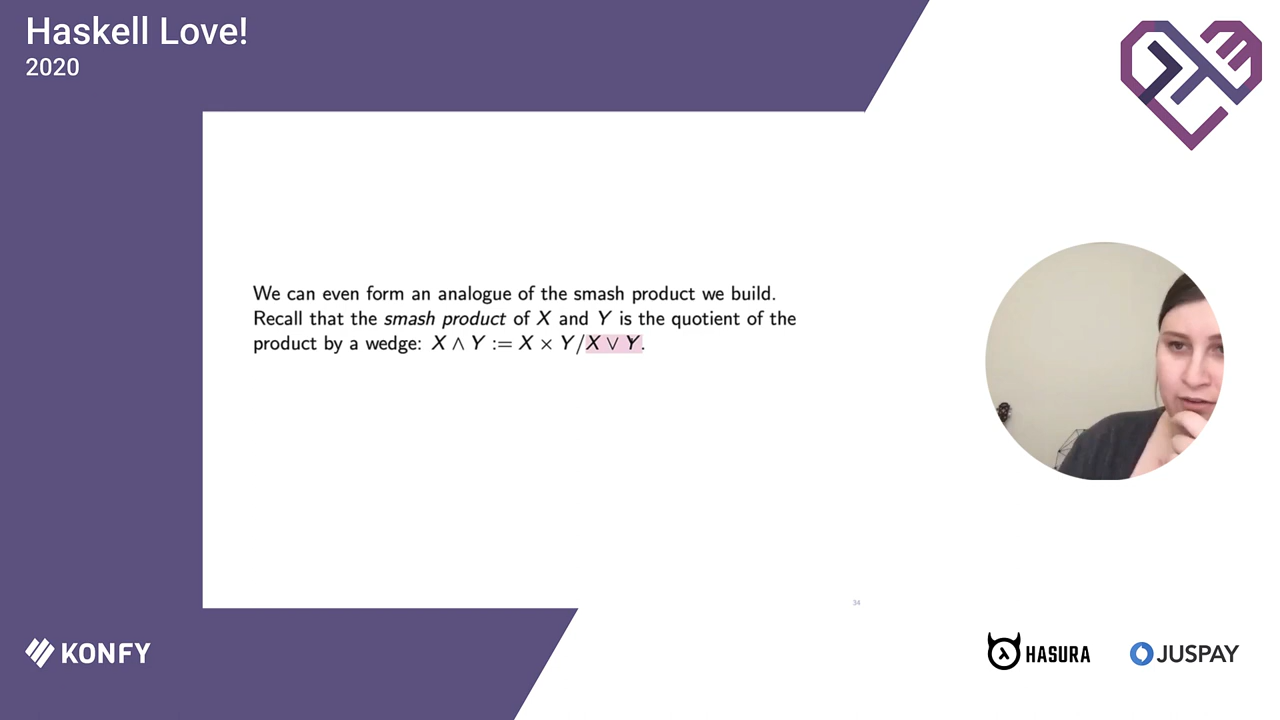 Haskell Love!
2020
We can even form an analogue of the smash product we build.
Recall that the smash product of X and Y is the quotient of the
product by a wedge: X ∧ Y := X × Y/X ∨ Y.
34
KONFY
HASURA
JUSPAY